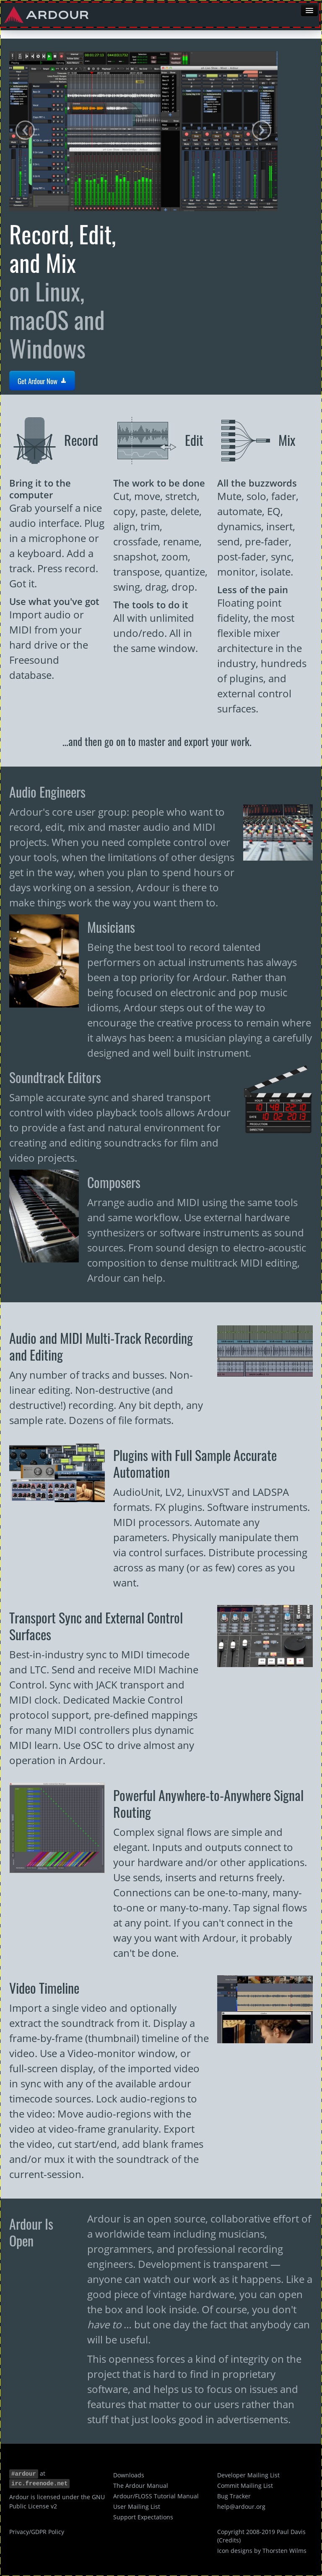 ARDOUR
Record, Edit,
and Mix
on Linux,
macOS and
Windows
Get Ardour Now
Record
Bring it to the
computer
Grab yourself a nice
audio interface. Plug
in a microphone or
a keyboard. Add a
track. Press record.
Got it.
Use what you've got
Import audio or
MIDI from your
hard drive or the
Freesound
database.
Edit
The work to be done
Cut, move, stretch,
copy, paste, delete,
align, trim,
crossfade, rename,
snapshot, zoom,
transpose, quantize,
swing, drag, drop.
The tools to do it
All with unlimited
undo/redo. All in
the same window.
Mix
All the buzzwords
Mute, solo, fader,
automate, EQ,
dynamics, insert,
send, pre-fader,
post-fader, sync,
monitor, isolate.
Less of the pain
Floating point
fidelity, the most
flexible mixer
architecture in the
industry, hundreds
of plugins, and
external control
surfaces.
...and then go on to master and export your work.
Audio Engineers
Ardour's core user group: people who want to
record, edit, mix and master audio and MIDI
projects. When you need complete control over
your tools, when the limitations of other designs
get in the way, when you plan to spend hours or
days working on a session, Ardour is there to
make things work the way you want them to.
Musicians
Being the best tool to record talented
performers on actual instruments has always
been a top priority for Ardour. Rather than
being focused on electronic and pop music
idioms, Ardour steps out of the way to
encourage the creative process to remain where
it always has been: a musician playing a carefully
designed and well built instrument.
Soundtrack Editors
Sample accurate sync and shared transport
control with video playback tools allows Ardour
to provide a fast and natural environment for
creating and editing soundtracks for film and
video projects.
Composers
Arrange audio and MIDI using the same tools
and same workflow. Use external hardware
synthesizers or software instruments as sound
sources. From sound design to electro-acoustic
composition to dense multitrack MIDI editing,
Ardour can help.
Audio and MIDI Multi-Track Recording
and Editing
Any number of tracks and busses. Non-
linear editing. Non-destructive (and
destructive!) recording. Any bit depth, any
sample rate. Dozens of file formats.
Plugins with Full Sample Accurate
Automation
AudioUnit, LV2, LinuxVST and LADSPA
formats. FX plugins. Software instruments.
MIDI processors. Automate any
parameters. Physically manipulate them
via control surfaces. Distribute processing
across as many (or as few) cores as you
want.
Transport Sync and External Control
Surfaces
Best-in-industry sync to MIDI timecode
and LTC. Send and receive MIDI Machine
Control. Sync with JACK transport and
MIDI clock. Dedicated Mackie Control
protocol support, pre-defined mappings
for many MIDI controllers plus dynamic
MIDI learn. Use OSC to drive almost any
operation in Ardour.
Powerful Anywhere-to-Anywhere Signal
Routing
Complex signal flows are simple and
elegant. Inputs and outputs connect to
your hardware and/or other applications.
Use sends, inserts and returns freely.
Connections can be one-to-many, many-
to-one or many-to-many. Tap signal flows
at any point. If you can't connect in the
way you want with Ardour, it probably
can't be done.
Video Timeline
Import a single video and optionally
extract the soundtrack from it. Display a
frame-by-frame (thumbnail) timeline of the
video. Use a Video-monitor window, or
full-screen display, of the imported video
in sync with any of the available ardour
timecode sources. Lock audio-regions to
the video: Move audio-regions with the
video at video-frame granularity. Export
the video, cut start/end, add blank frames
and/or mux it with the soundtrack of the
current-session.
Ardour Is
Open
Ardour is an open source, collaborative effort of
a worldwide team including musicians,
programmers, and professional recording
engineers. Development is transparent —
anyone can watch our work as it happens. Like a
good piece of vintage hardware, you can open
the box and look inside. Of course, you don't
have to ... but one day the fact that anybody can
will be useful.
This openness forces a kind of integrity on the
project that is hard to find in proprietary
software, and helps us to focus on issues and
features that matter to our users rather than
stuff that just looks good in advertisements.
#ardour at
irc.freenode.net
Ardour is licensed under the GNU
Public License v2
Privacy/GDPR Policy
Downloads
The Ardour Manual
Ardour/FLOSS Tutorial Manual
User Mailing List
Support Expectations
Developer Mailing List
Commit Mailing List
Bug Tracker
help@ardour.org
Copyright 2008-2019 Paul Davis
(Credits)
Icon designs by Thorsten Wilms